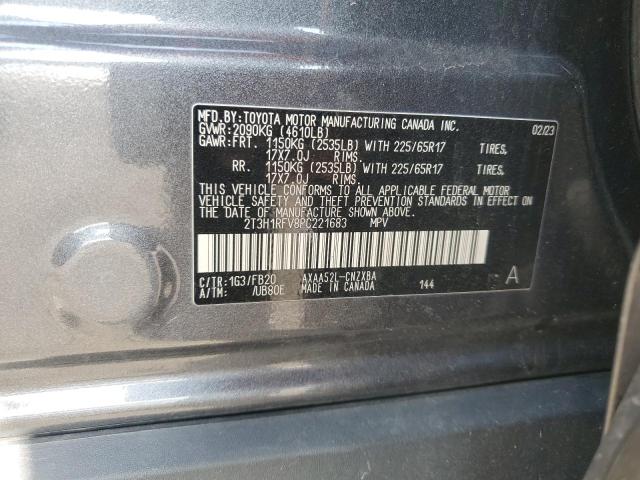 MFD. BY: TOYOTA MOTOR MANUFACTURING CANADA INC. 02/23
GVWR: 2090KG (4610LB)
GAWR: FRT. 1150KG (2535LB) WITH 225/65R17 TIRES,
17X7.0J RIMS.
RR. 1150KG (2535LB) WITH 225/65R17 TIRES,
17X7.0J RIMS.
THIS VEHICLE CONFORMS TO ALL APPLICABLE FEDERAL MOTOR
VEHICLE SAFETY AND THEFT PREVENTION STANDARDS IN
EFFECT ON THE DATE OF MANUFACTURE SHOWN ABOVE.
2T3H1RFV8PC221683 MPV
C/TR: 1G3/FB20 AXAA52L-CNZXBA
A/TM: /UB80E MADE IN CANADA 144 A